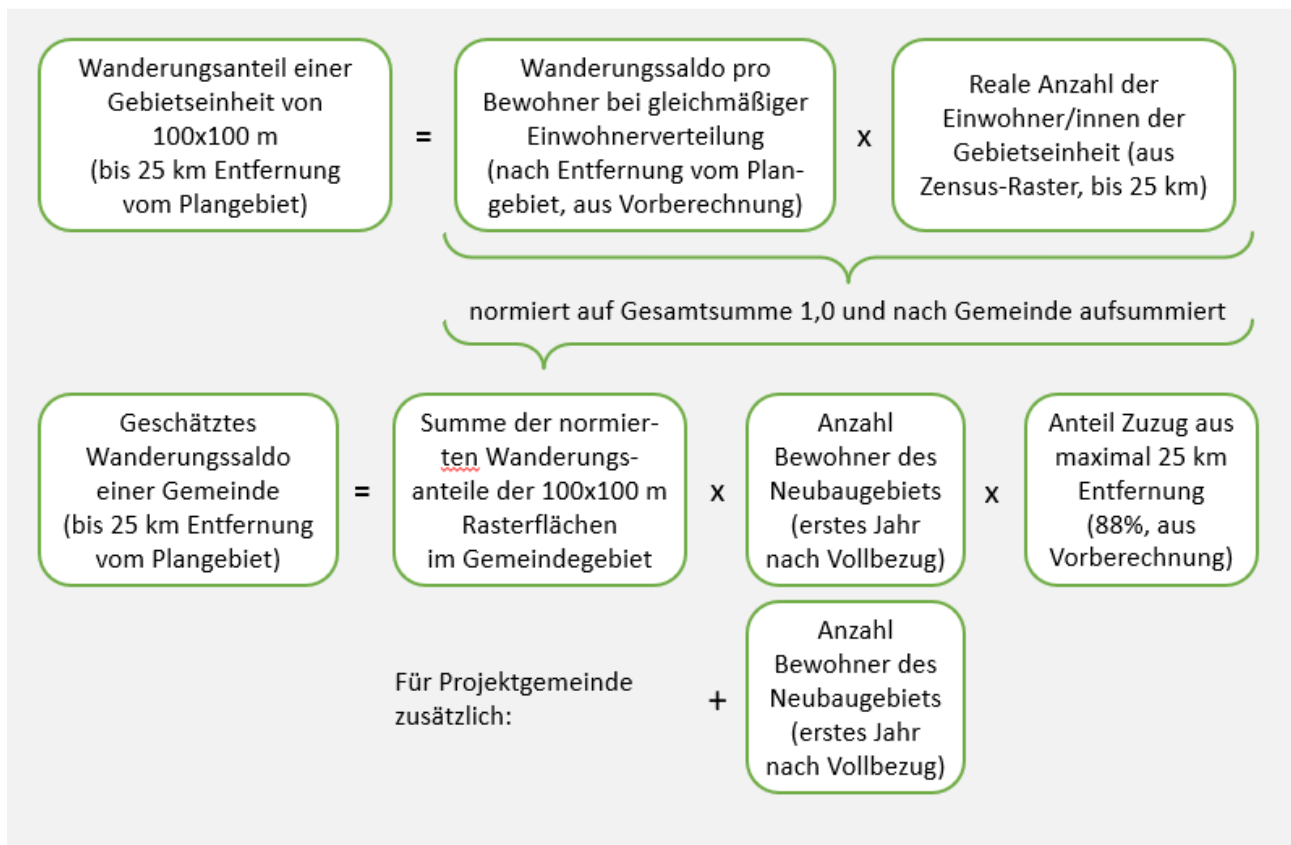 Wanderungsanteil einer
Gebietseinheit von
100x100 m
(bis 25 km Entfernung
vom Plangebiet)
=
Wanderungssaldo pro
Bewohner bei gleichmäßiger
Einwohnerverteilung
(nach Entfernung vom Plan-
gebiet, aus Vorberechnung)
x
Reale Anzahl der
Einwohner/innen der
Gebietseinheit (aus
Zensus-Raster, bis 25 km)
normiert auf Gesamtsumme 1,0 und nach Gemeinde aufsummiert
Geschätztes
Wanderungssaldo
einer Gemeinde
(bis 25 km Entfernung
vom Plangebiet)
=
Summe der normier-
ten Wanderungs-
anteile der 100x100 m
Rasterflächen
im Gemeindegebiet
x
Anzahl
Bewohner des
Neubaugebiets
(erstes Jahr
nach Vollbezug)
x
Anteil Zuzug aus
maximal 25 km
Entfernung
(88%, aus
Vorberechnung)
Für Projektgemeinde
zusätzlich:
+
Anzahl
Bewohner des
Neubaugebiets
(erstes Jahr
nach Vollbezug)